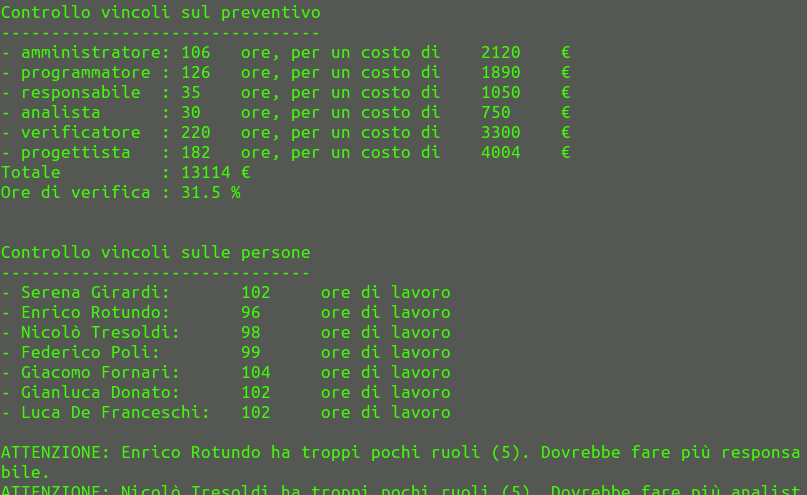 Controllo vincoli sul preventivo
--------------------------------
- amministratore: 106   ore, per un costo di    2120    €
- programmatore : 126   ore, per un costo di    1890    €
- responsabile  : 35    ore, per un costo di    1050    €
- analista      : 30    ore, per un costo di    750     €
- verificatore  : 220   ore, per un costo di    3300    €
- progettista   : 182   ore, per un costo di    4004    €
Totale          : 13114 €
Ore di verifica : 31.5 %
Controllo vincoli sulle persone
-------------------------------
- Serena Girardi:       102     ore di lavoro
- Enrico Rotundo:       96      ore di lavoro
- Nicolò Tresoldi:      98      ore di lavoro
- Federico Poli:        99      ore di lavoro
- Giacomo Fornari:      104     ore di lavoro
- Gianluca Donato:      102     ore di lavoro
- Luca De Franceschi:   102     ore di lavoro
ATTENZIONE: Enrico Rotundo ha troppi pochi ruoli (5). Dovrebbe fare più responsa
bile.
ATTENZIONE: Nicolò Tresoldi ha troppi pochi ruoli (5). Dovrebbe fare più analist